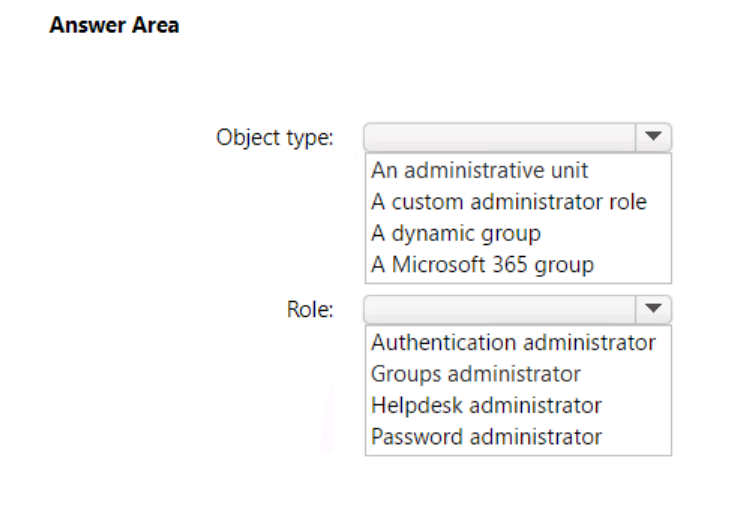 Answer Area
Object type:
An administrative unit
A custom administrator role
A dynamic group
A Microsoft 365 group
Role:
Authentication administrator
Groups administrator
Helpdesk administrator
Password administrator